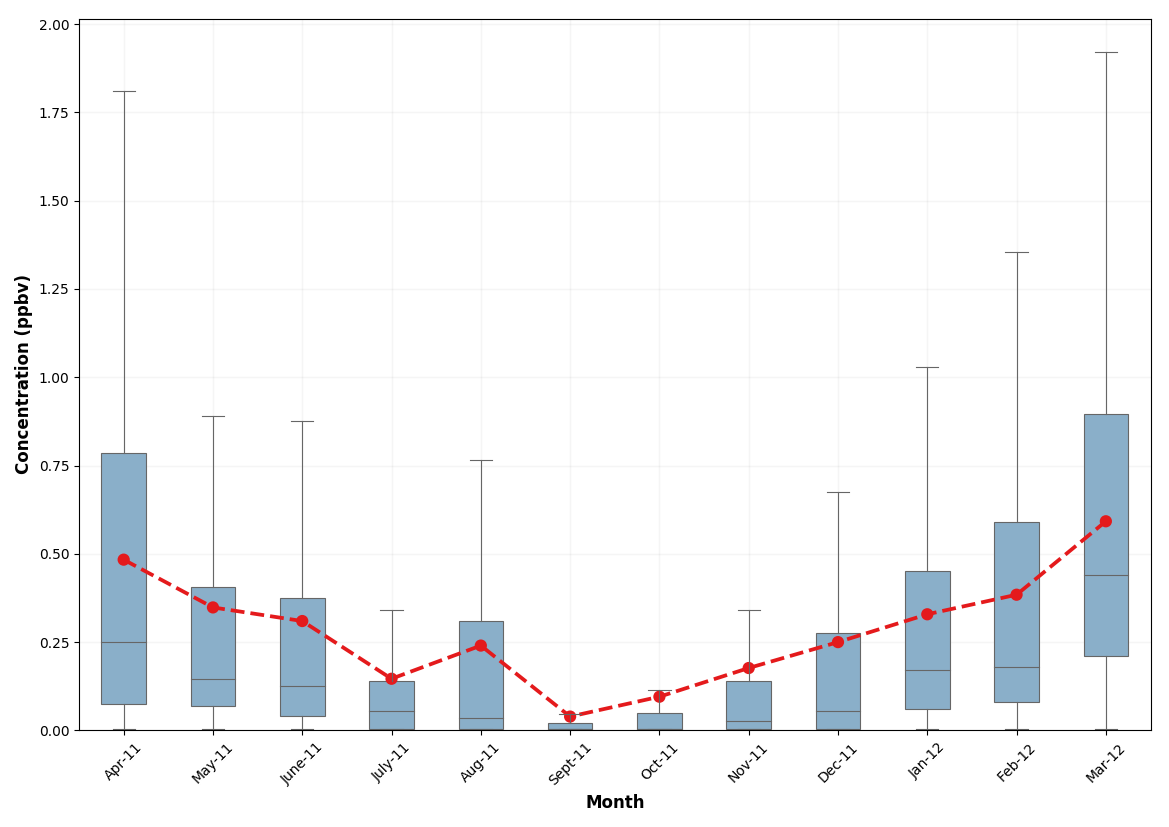 2.00
1.75
1.50
1.25
1.00
0.75
0.50
0.25
0.00
Concentration (ppbv)
Apr-11
May-11
June-11
July-11
Aug-11
Sept-11
Oct-11
Nov-11
Dec-11
Jan-12
Feb-12
Mar-12
Month